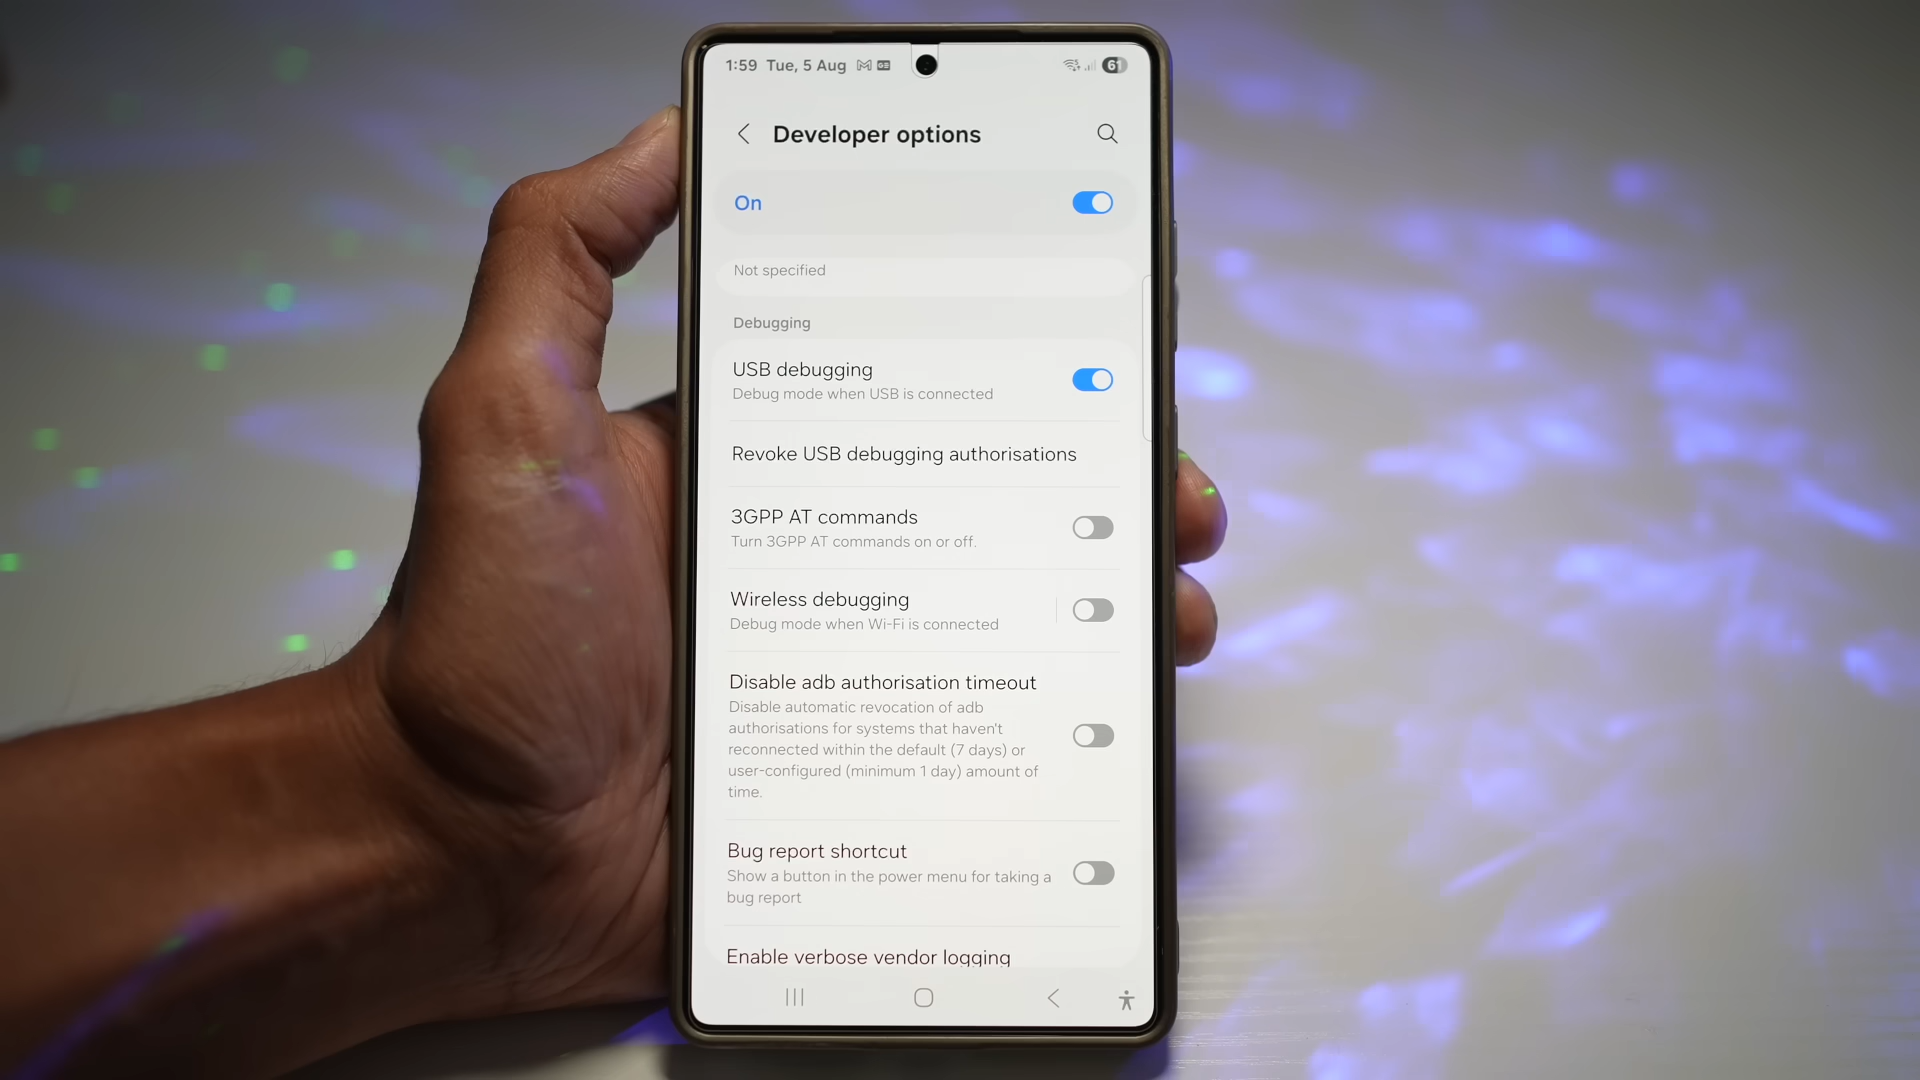 1:59 Tue, 5 Aug
61
Developer options
On
Not specified
Debugging
USB debugging
Debug mode when USB is connected
Revoke USB debugging authorisations
3GPP AT commands
Turn 3GPP AT commands on or off.
Wireless debugging
Debug mode when Wi-Fi is connected
Disable adb authorisation timeout
Disable automatic revocation of adb
authorisations for systems that haven't
reconnected within the default (7 days) or
user-configured (minimum 1 day) amount of
time.
Bug report shortcut
Show a button in the power menu for taking a
bug report
Enable verbose vendor logging